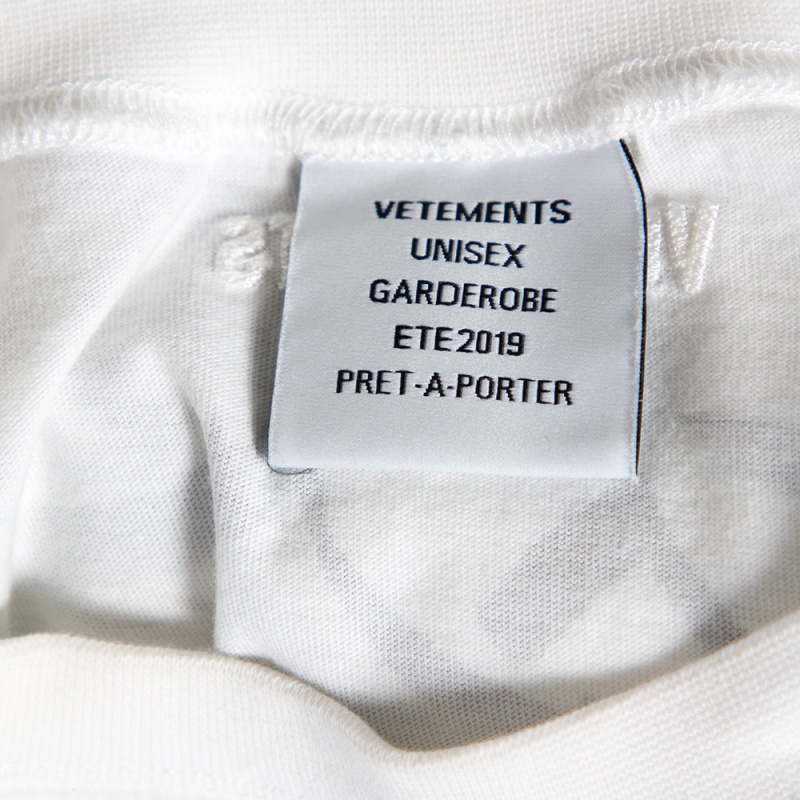 VETEMENTS
UNISEX
GARDEROBE
ETE2019
PRET-A-PORTER